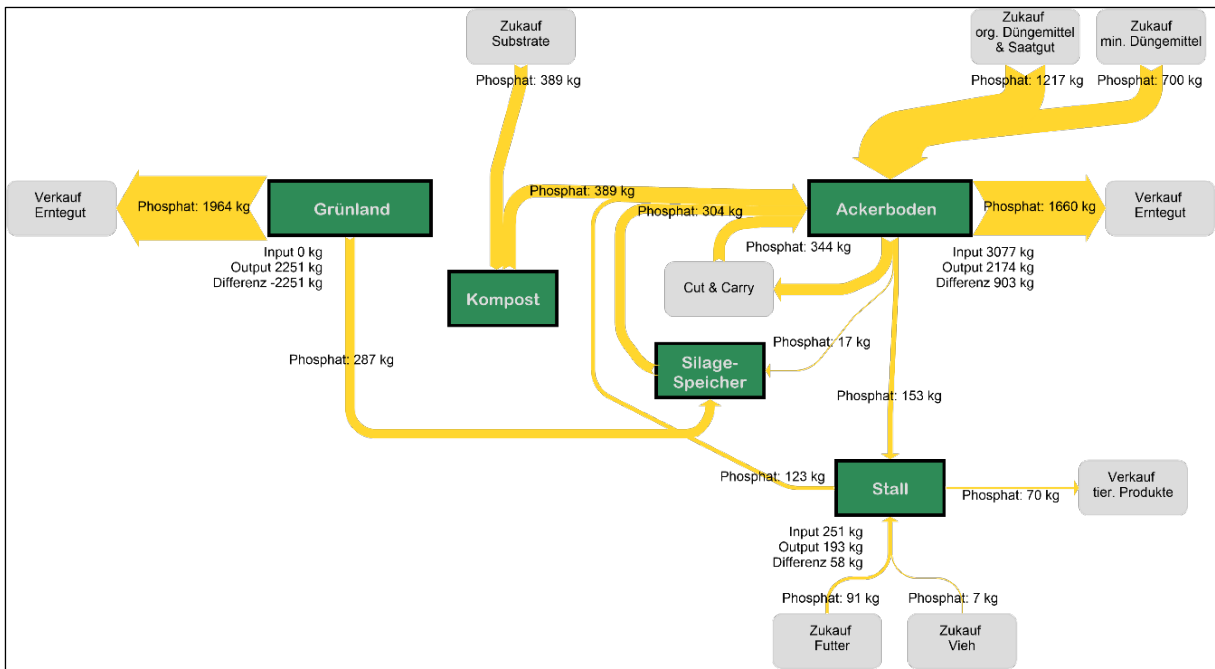 Zukauf
Substrate
Zukauf
org. Düngemittel
& Saatgut
Zukauf
min. Düngemittel
Phosphat: 389 kg
Phosphat: 1217 kg
Phosphat: 700 kg
Verkauf
Erntegut
Phosphat: 1964 kg
Grünland
Phosphat: 389 kg
Phosphat: 304 kg
Ackerboden
Phosphat: 1660 kg
Verkauf
Erntegut
Input 0 kg
Output 2251 kg
Differenz -2251 kg
Phosphat: 344 kg
Input 3077 kg
Output 2174 kg
Differenz 903 kg
Kompost
Cut & Carry
Phosphat: 287 kg
Phosphat: 17 kg
Silage-
Speicher
Phosphat: 153 kg
Phosphat: 123 kg
Stall
Phosphat: 70 kg
Verkauf
tier. Produkte
Input 251 kg
Output 193 kg
Differenz 58 kg
Phosphat: 91 kg
Phosphat: 7 kg
Zukauf
Futter
Zukauf
Vieh